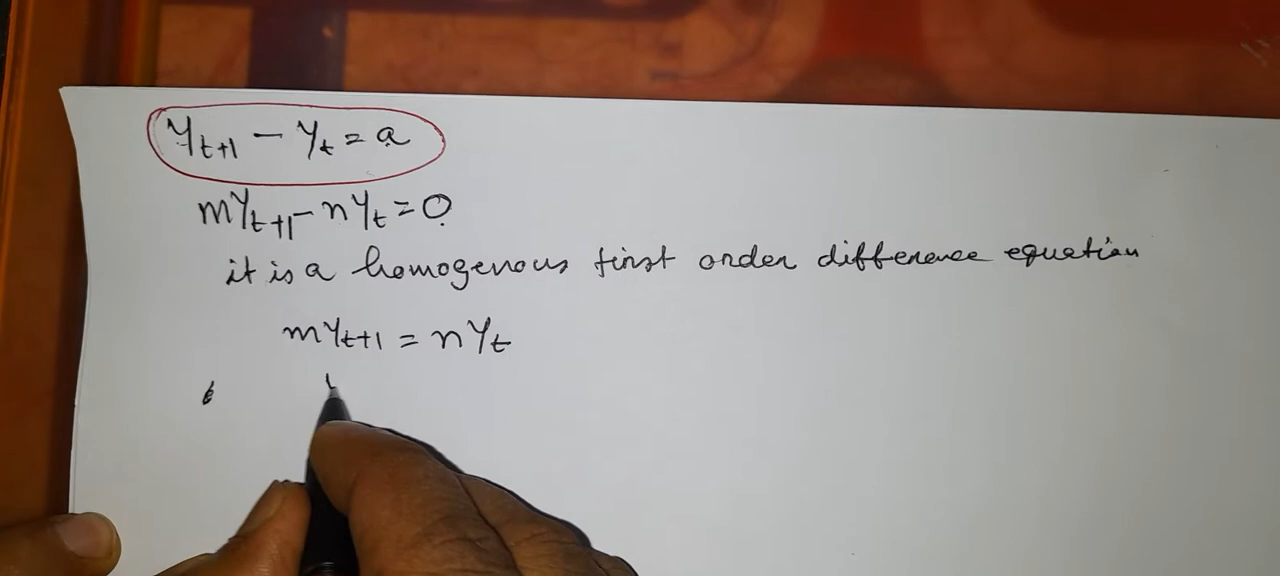 Yt+1 − Yt = a
mYt+1 − nYt = 0
it is a homogenous first order difference equation
mYt+1 = nYt